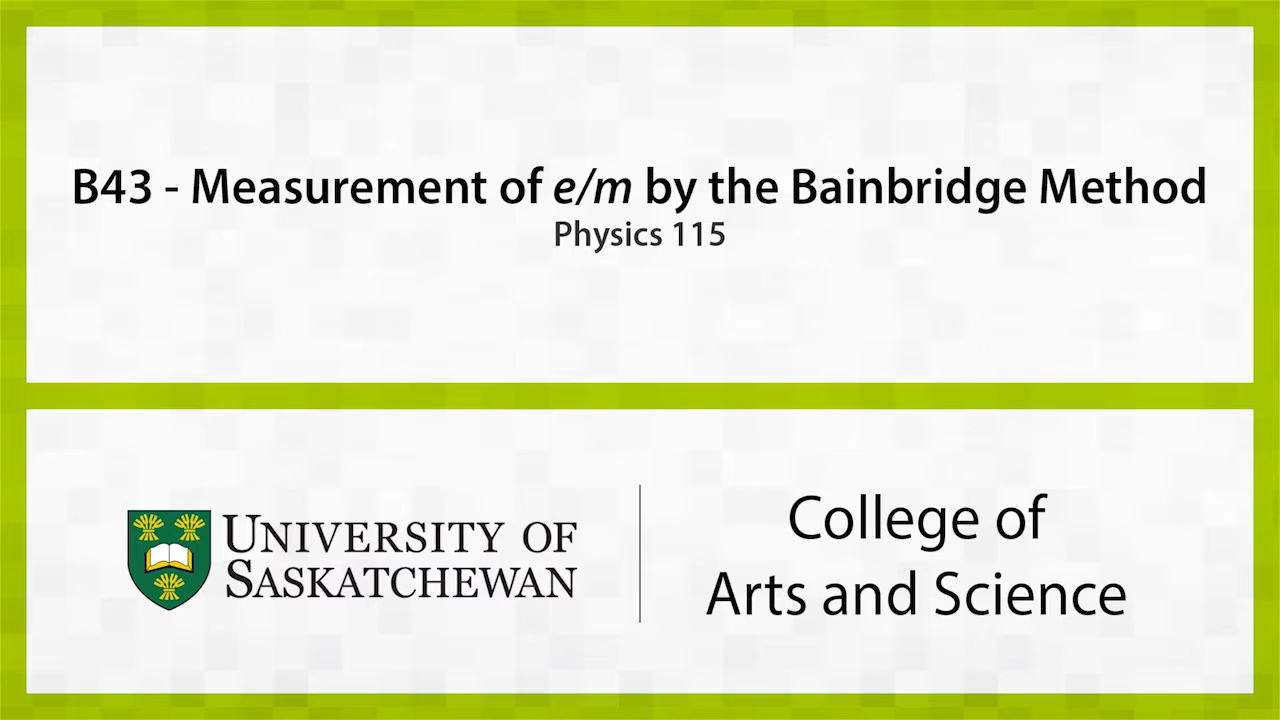 B43 - Measurement of e/m by the Bainbridge Method
Physics 115
UNIVERSITY OF
SASKATCHEWAN
College of
Arts and Science